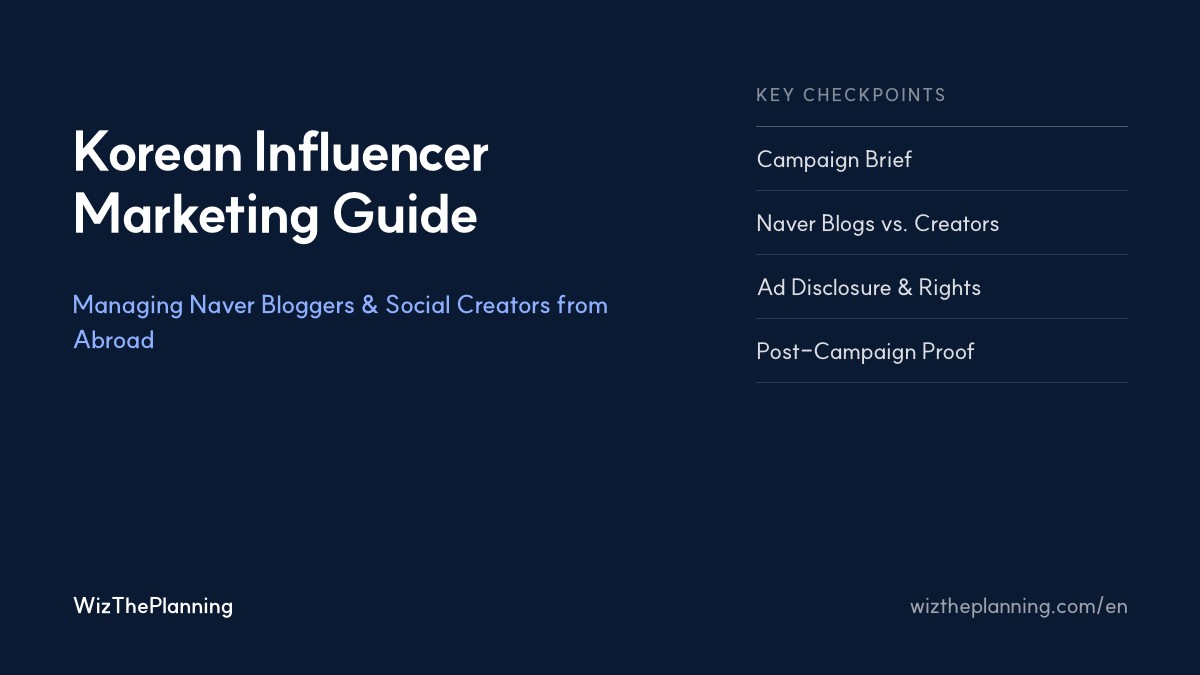 Korean Influencer
Marketing Guide
Managing Naver Bloggers & Social Creators from
Abroad
KEY CHECKPOINTS
Campaign Brief
Naver Blogs vs. Creators
Ad Disclosure & Rights
Post-Campaign Proof
WizThePlanning
wiztheplanning.com/en